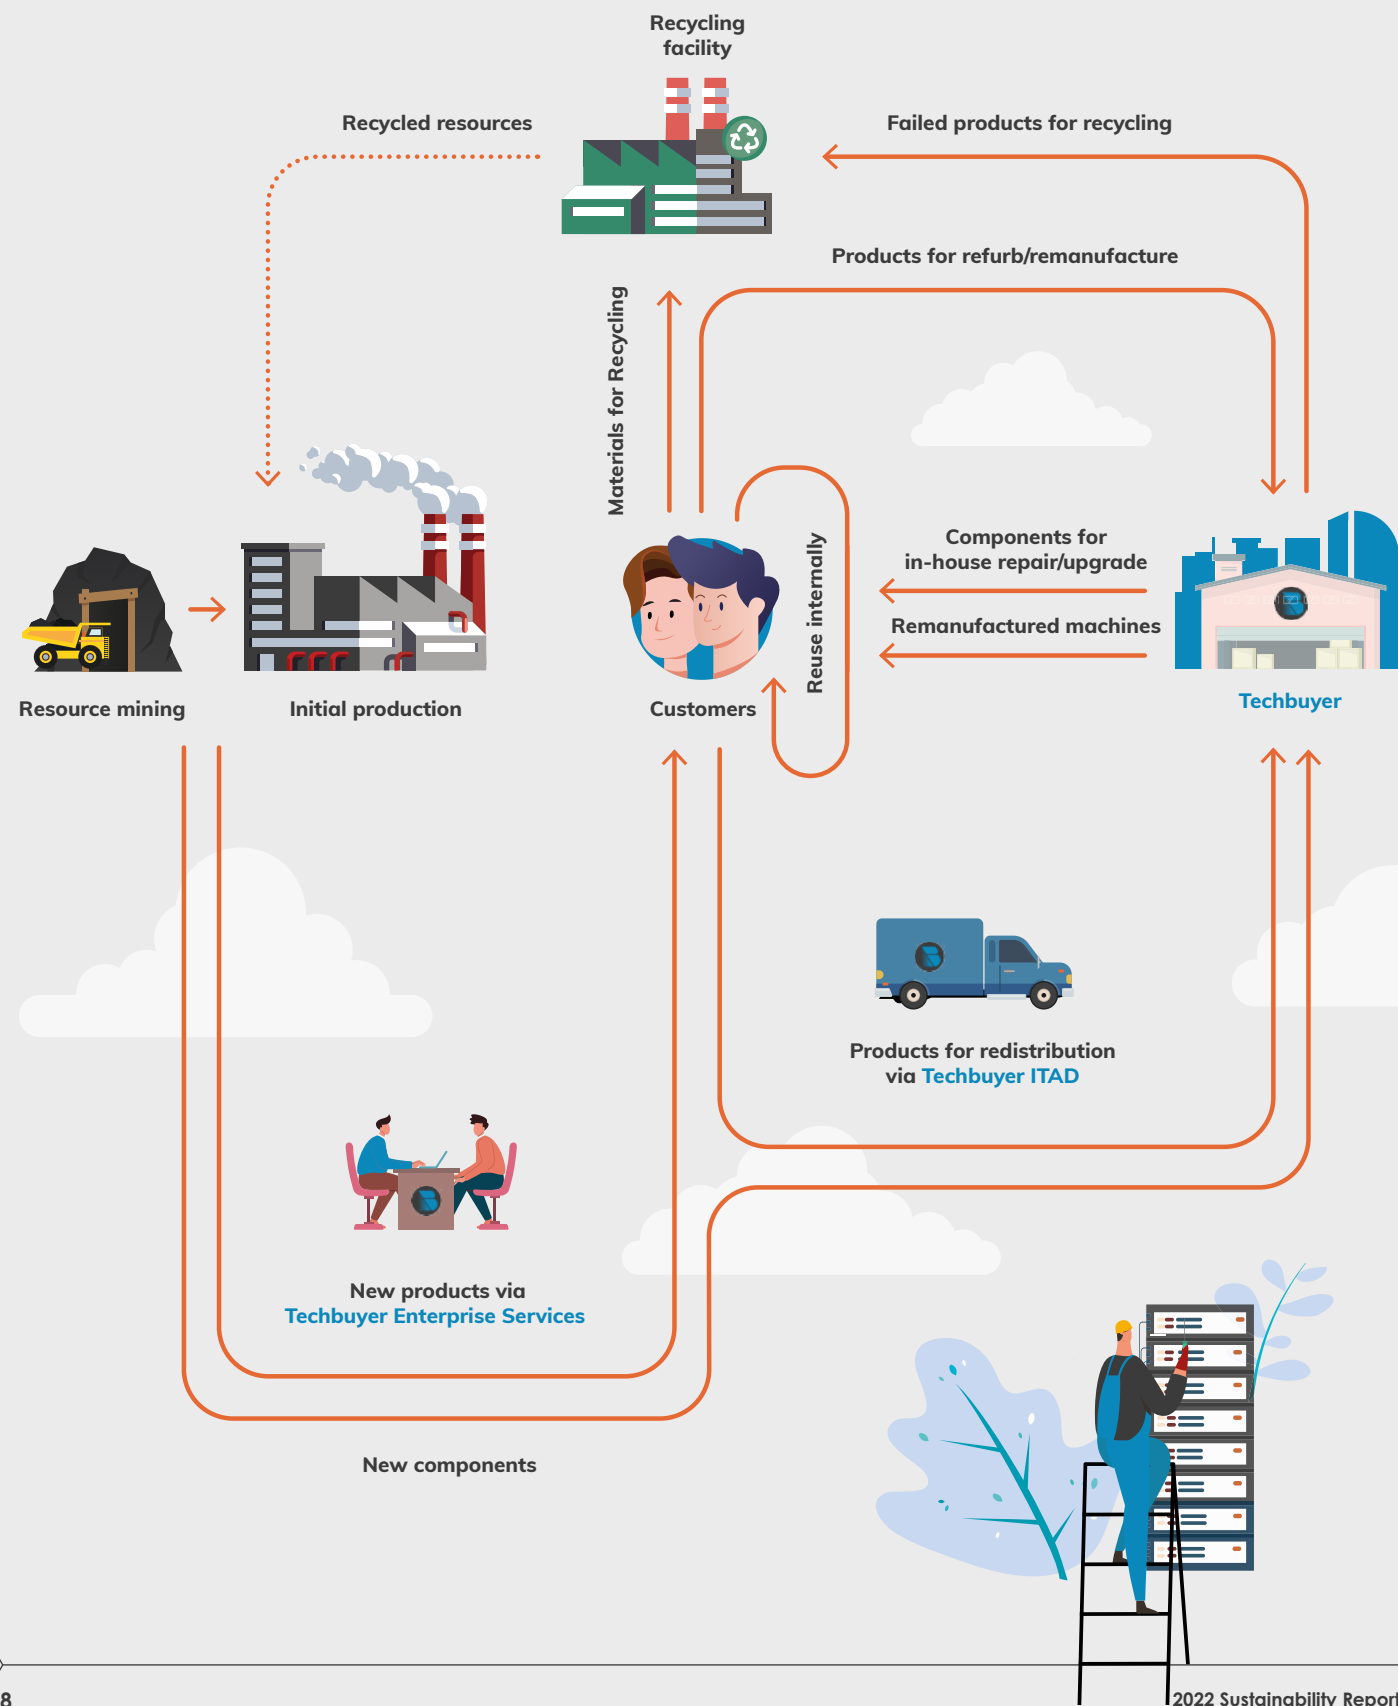 Recycling
facility
Recycled resources
Failed products for recycling
Products for refurb/remanufacture
Materials for Recycling
Components for
in-house repair/upgrade
Reuse internally
Remanufactured machines
Resource mining
Initial production
Customers
Techbuyer
Products for redistribution
via Techbuyer ITAD
New products via
Techbuyer Enterprise Services
New components
8
2022 Sustainability Report